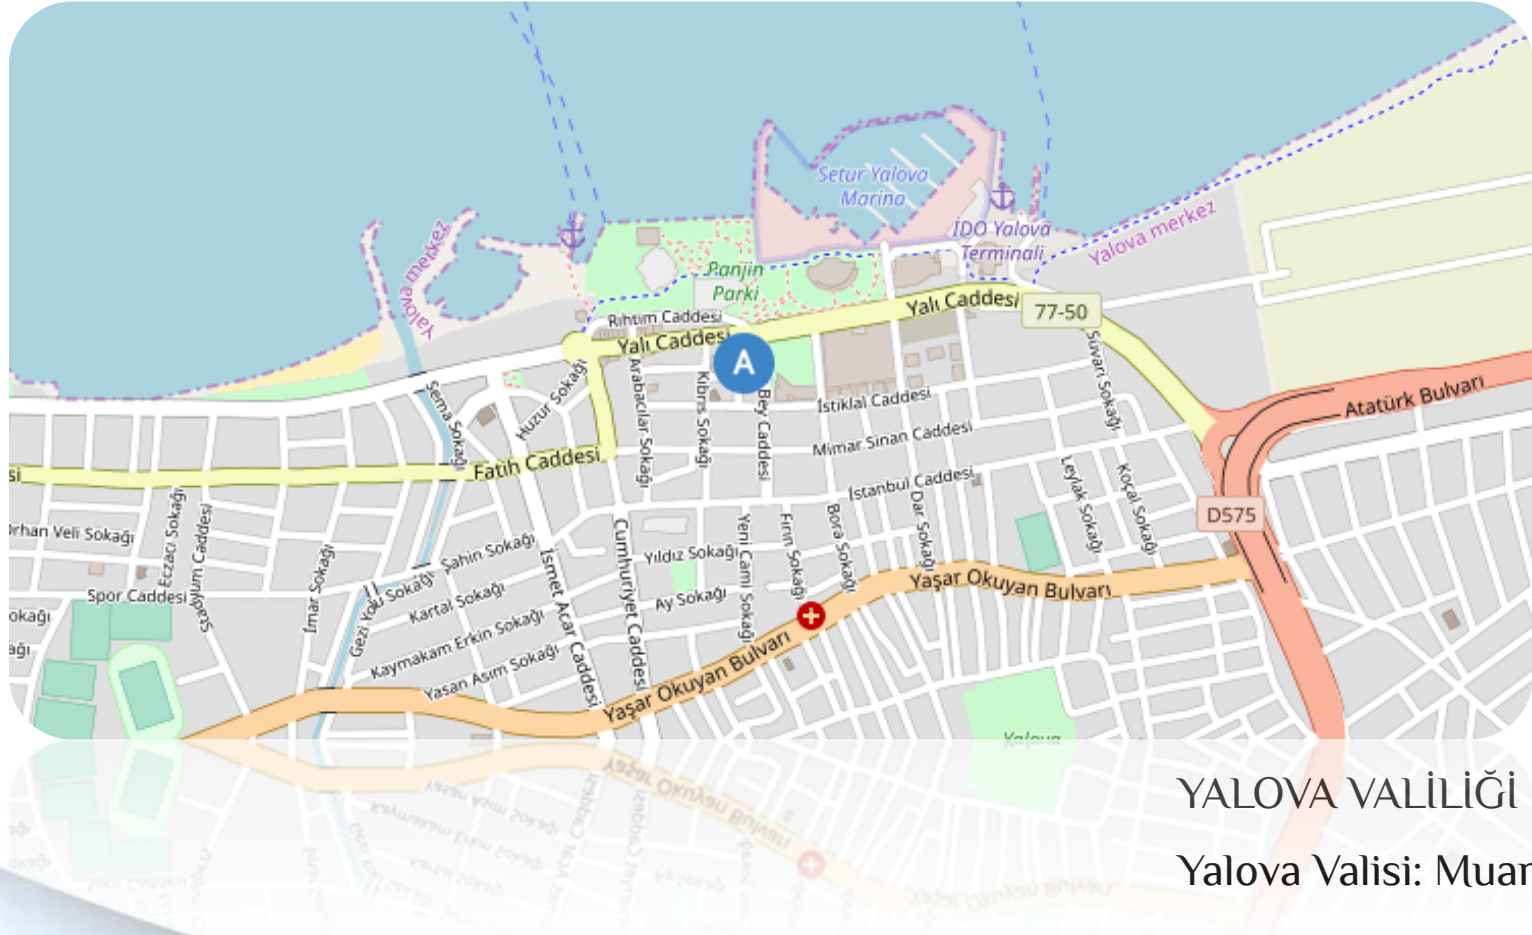 Setur Yalova
Marina
İDO Yalova
Terminali
Yalova merkez
Yalova merkez
Panjin
Parkı
Rıhtım Caddesi
Yalı Caddesi
Yalı Caddesi
77-50
A
Atatürk Bulvarı
Süvari Sokağı
Sema Sokağı
Huzur Sokağı
Arabacılar Sokağı
Kıbrıs Sokağı
Bey Caddesi
İstiklal Caddesi
Mimar Sinan Caddesi
Fatih Caddesi
si
İstanbul Caddesi
Leylak Sokağı
Koçal Sokağı
D575
Orhan Veli Sokağı
Eczacı Sokağı
Stadyum Caddesi
İmar Sokağı
Gezi Yolu Sokağı
Şahin Sokağı
Kartal Sokağı
Kaymakam Erkin Sokağı
Yasan Asım Sokağı
İsmet Acar Caddesi
Cumhuriyet Caddesi
Yıldız Sokağı
Ay Sokağı
Yeni Cami Sokağı
Fırın Sokağı
Bora Sokağı
Dar Sokağı
Yaşar Okuyan Bulvarı
Yaşar Okuyan Bulvarı
Spor Caddesi
okağı
ağı
Yalova
YALOVA VALİLİĞİ
Yalova Valisi: Muar